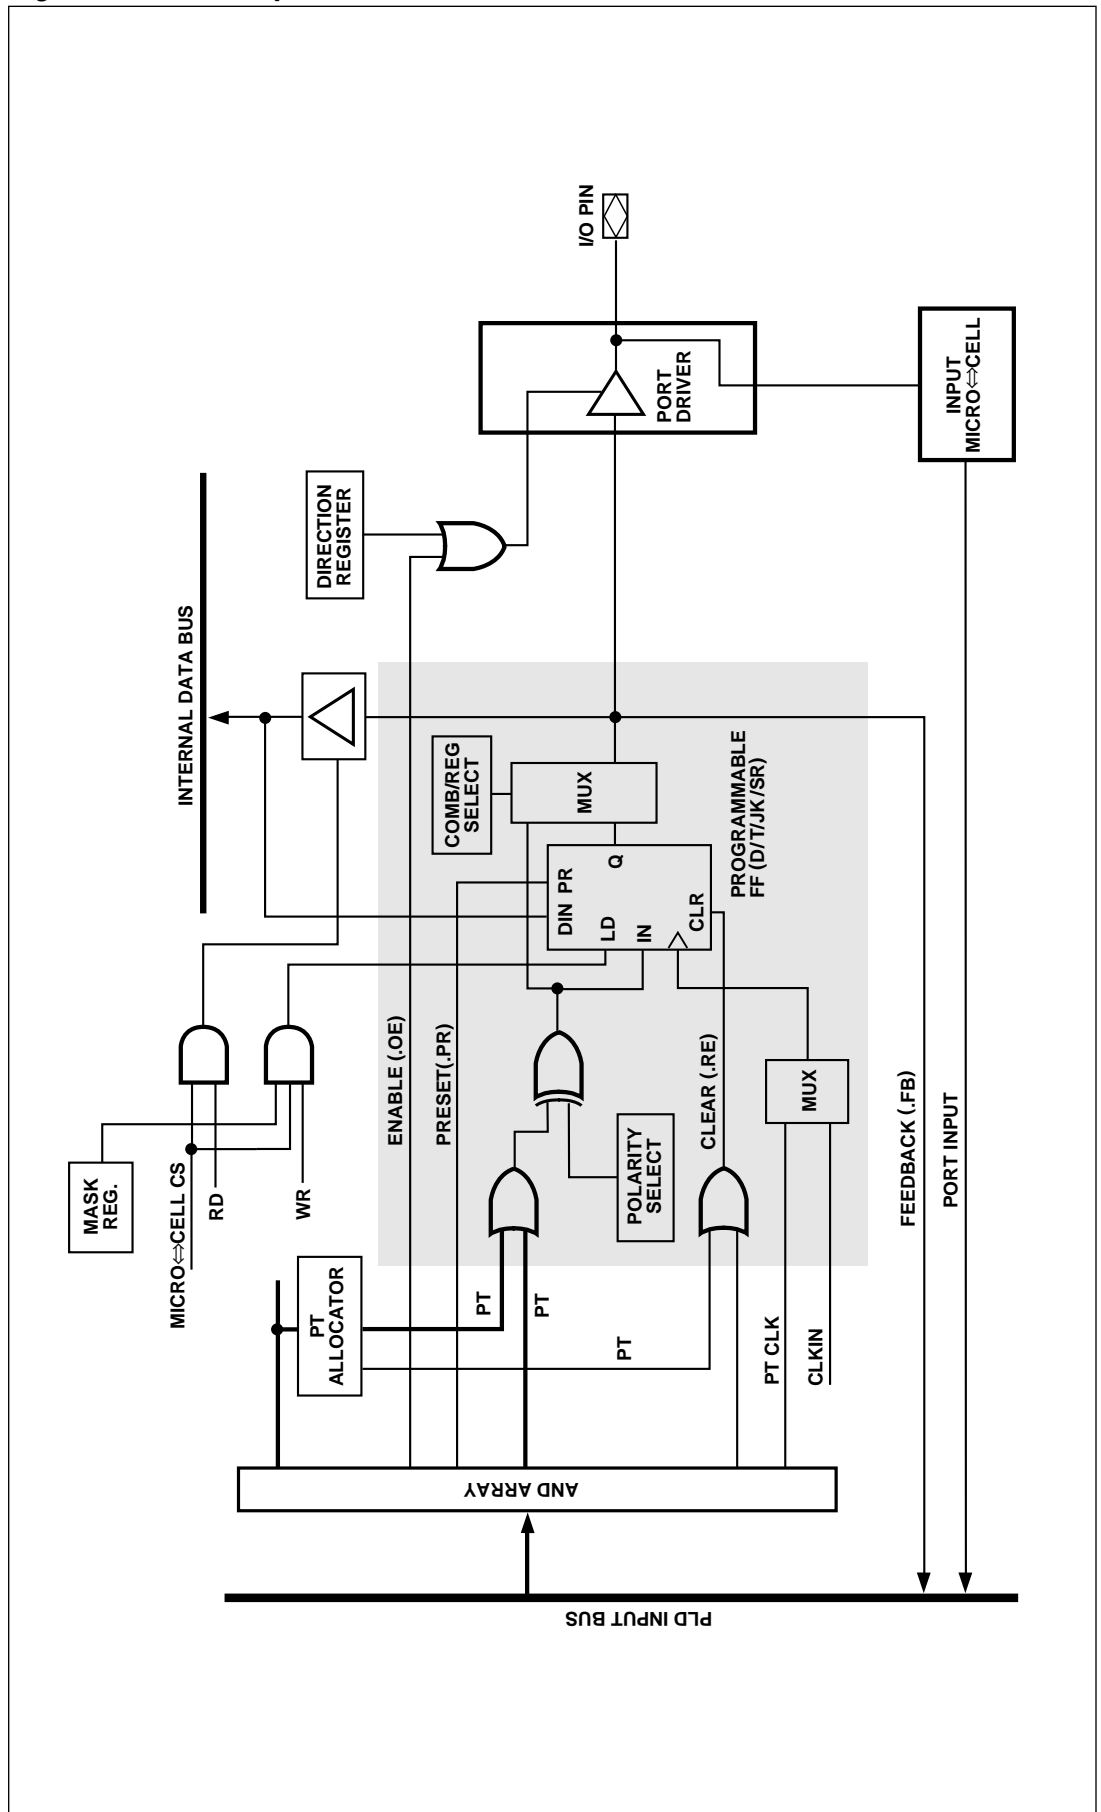 MASK
REG.
MICRO⇔CELL CS
RD
WR
INTERNAL DATA BUS
DIRECTION
REGISTER
I/O PIN
PT
ALLOCATOR
ENABLE (.OE)
PRESET(.PR)
COMB/REG
SELECT
PORT
DRIVER
PT
PT
PT
AND ARRAY
PLD INPUT BUS
POLARITY
SELECT
MUX
DIN PR
LD
Q
IN
CLR
PROGRAMMABLE
FF (D/T/JK/SR)
CLEAR (.RE)
PT CLK
CLKIN
MUX
FEEDBACK (.FB)
PORT INPUT
INPUT
MICRO⇔CELL